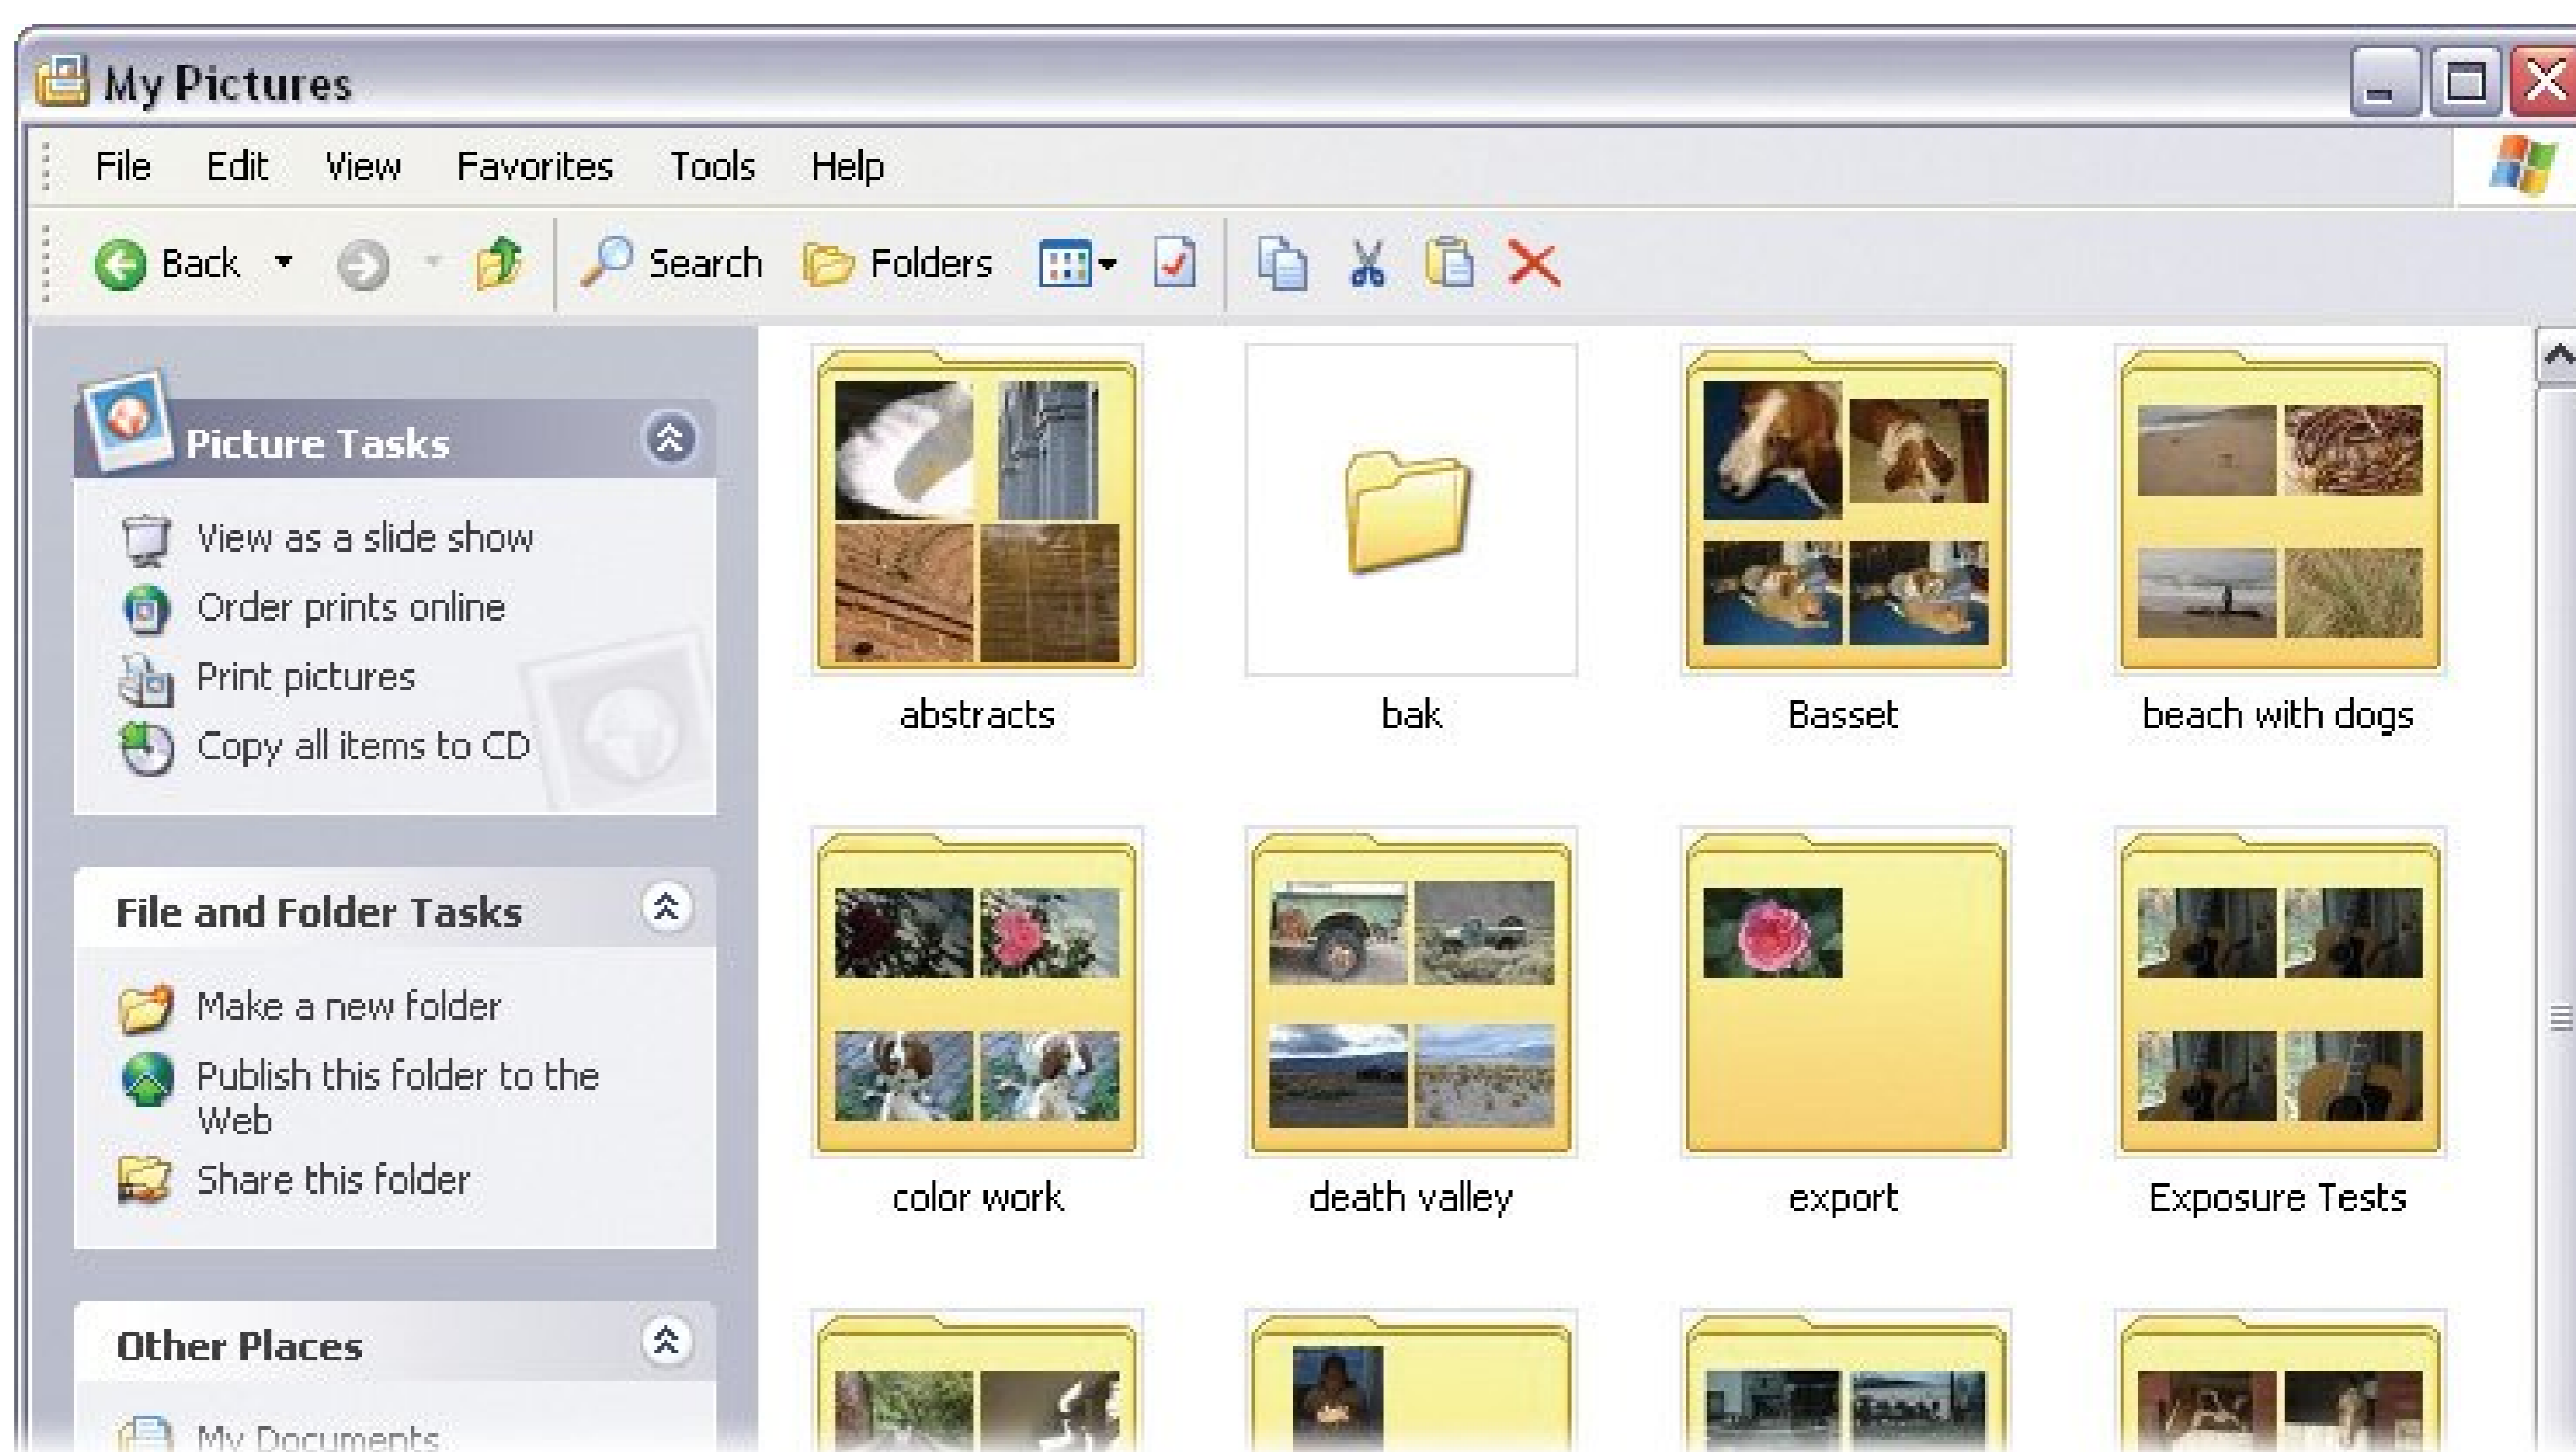 My Pictures
File Edit View Favorites Tools Help
Back Search Folders
Picture Tasks
View as a slide show
Order prints online
Print pictures
Copy all items to CD
File and Folder Tasks
Make a new folder
Publish this folder to the
Web
Share this folder
Other Places
My Documents
abstracts bak Basset beach with dogs
color work death valley export Exposure Tests